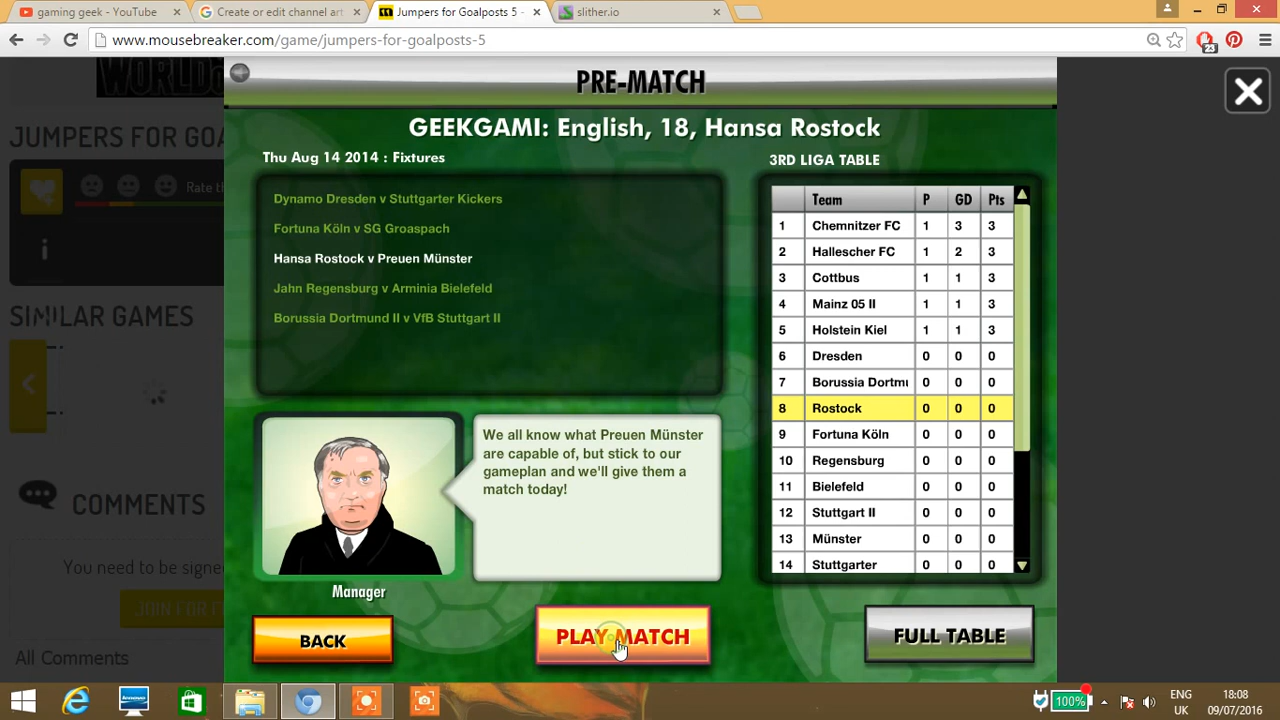 gaming geek - YouTube
Create or edit channel art
Jumpers for Goalposts 5 -
slither.io
www.mousebreaker.com/game/jumpers-for-goalposts-5
23
PRE-MATCH
GEEKGAMI: English, 18, Hansa Rostock
Thu Aug 14 2014 : Fixtures
Dynamo Dresden v Stuttgarter Kickers
Fortuna Köln v SG Groaspach
Hansa Rostock v Preuen Münster
Jahn Regensburg v Arminia Bielefeld
Borussia Dortmund II v VfB Stuttgart II
3RD LIGA TABLE
Team P GD Pts
1 Chemnitzer FC 1 3 3
2 Hallescher FC 1 2 3
3 Cottbus 1 1 3
4 Mainz 05 II 1 1 3
5 Holstein Kiel 1 1 3
6 Dresden 0 0 0
7 Borussia Dortmu 0 0 0
8 Rostock 0 0 0
9 Fortuna Köln 0 0 0
10 Regensburg 0 0 0
11 Bielefeld 0 0 0
12 Stuttgart II 0 0 0
13 Münster 0 0 0
14 Stuttgarter 0 0 0
We all know what Preuen Münster
are capable of, but stick to our
gameplan and we'll give them a
match today!
Manager
BACK
PLAY MATCH
FULL TABLE
WORLD
JUMPERS FOR GOA
Rate th
i
SIMILAR GAMES
COMMENTS
You need to be signe
JOIN FOR
All Comments
100%
ENG
UK
18:08
09/07/2016